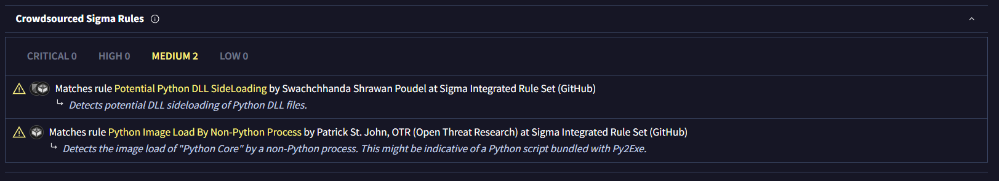 Crowdsourced Sigma Rules
CRITICAL 0 HIGH 0 MEDIUM 2 LOW 0
Matches rule Potential Python DLL SideLoading by Swachchhanda Shrawan Poudel at Sigma Integrated Rule Set (GitHub)
Detects potential DLL sideloading of Python DLL files.
Matches rule Python Image Load By Non-Python Process by Patrick St. John, OTR (Open Threat Research) at Sigma Integrated Rule Set (GitHub)
Detects the image load of "Python Core" by a non-Python process. This might be indicative of a Python script bundled with Py2Exe.